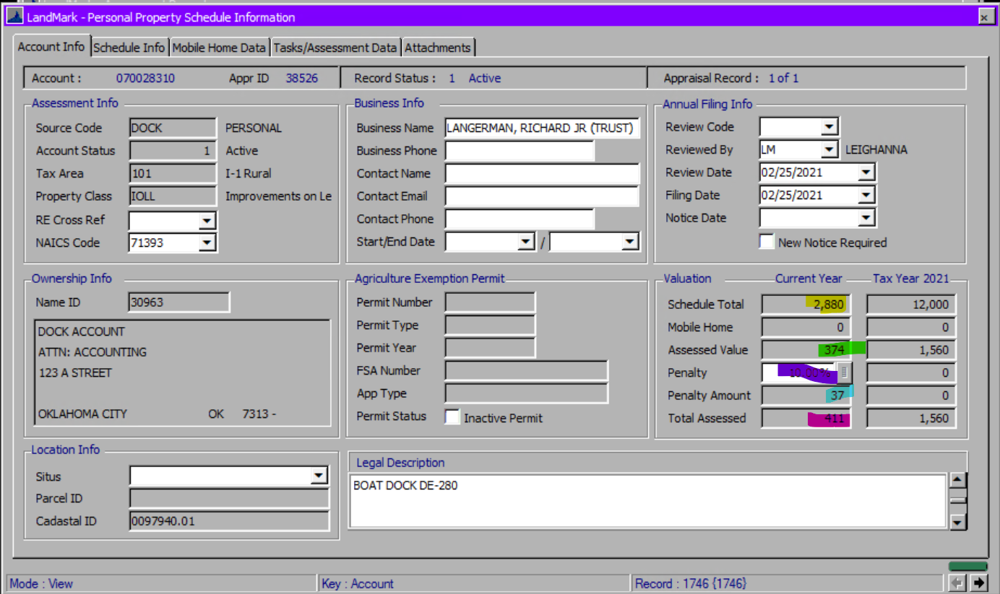 LandMark - Personal Property Schedule Information
Account Info Schedule Info Mobile Home Data Tasks/Assessment Data Attachments
Account : 070028310 Appr ID 38526 Record Status : 1 Active Appraisal Record : 1 of 1
Assessment Info
Source Code DOCK PERSONAL
Account Status 1 Active
Tax Area 101 I-1 Rural
Property Class IOLL Improvements on Le
RE Cross Ref
NAICS Code 71393
Business Info
Business Name LANGERMAN, RICHARD JR (TRUST)
Business Phone
Contact Name
Contact Email
Contact Phone
Start/End Date /
Annual Filing Info
Review Code
Reviewed By LM LEIGHANNA
Review Date 02/25/2021
Filing Date 02/25/2021
Notice Date
New Notice Required
Ownership Info
Name ID 30963
DOCK ACCOUNT
ATTN: ACCOUNTING
123 A STREET
OKLAHOMA CITY OK 7313 -
Agriculture Exemption Permit
Permit Number
Permit Type
Permit Year
FSA Number
App Type
Permit Status Inactive Permit
Valuation Current Year Tax Year 2021
Schedule Total 2,880 12,000
Mobile Home 0 0
Assessed Value 374 1,560
Penalty 10.00% 0
Penalty Amount 37 0
Total Assessed 411 1,560
Location Info
Situs
Parcel ID
Cadastal ID 0097940.01
Legal Description
BOAT DOCK DE-280
Mode : View Key : Account Record : 1746 {1746}